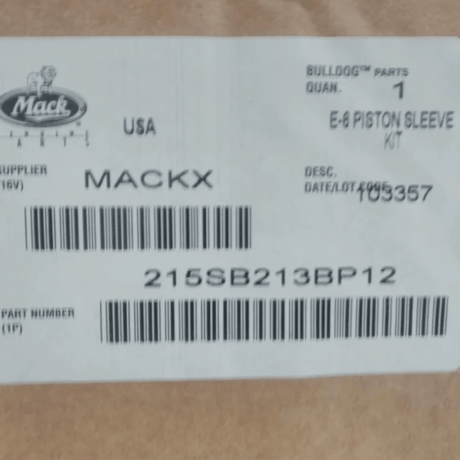 Mack
USA
BULLDOG™ PARTS
QUAN. 1
E-6 PISTON SLEEVE
KIT
SUPPLIER
16V)
MACKX
DESC.
DATE/LOT CODE
103357
215SB213BP12
PART NUMBER
(1P)